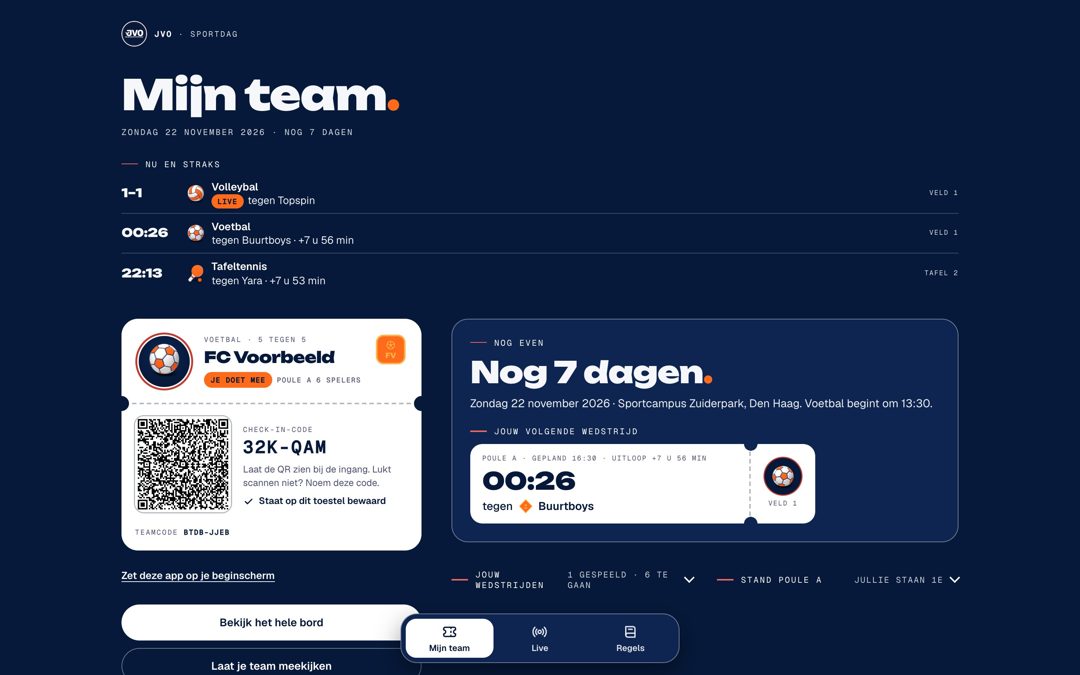 JVO JVO · SPORTDAG
Mijn team.
ZONDAG 22 NOVEMBER 2026 · NOG 7 DAGEN
NU EN STRAKS
1–1 Volleybal VELD 1
LIVE tegen Topspin
00:26 Voetbal VELD 1
tegen Buurtboys · +7 u 56 min
22:13 Tafeltennis TAFEL 2
tegen Yara · +7 u 53 min
VOETBAL · 5 TEGEN 5
FC Voorbeeld
FV
JE DOET MEE POULE A 6 SPELERS
CHECK-IN-CODE
32K-QAM
Laat de QR zien bij de ingang. Lukt
scannen niet? Noem deze code.
Staat op dit toestel bewaard
TEAMCODE BTDB-JJEB
NOG EVEN
Nog 7 dagen.
Zondag 22 november 2026 · Sportcampus Zuiderpark, Den Haag. Voetbal begint om 13:30.
JOUW VOLGENDE WEDSTRIJD
POULE A · GEPLAND 16:30 · UITLOOP +7 U 56 MIN
00:26
tegen Buurtboys
VELD 1
Zet deze app op je beginscherm
JOUW WEDSTRIJDEN
1 GESPEELD · 6 TE GAAN
STAND POULE A
JULLIE STAAN 1E
Bekijk het hele bord
Laat je team meekijken
Mijn team
Live
Regels